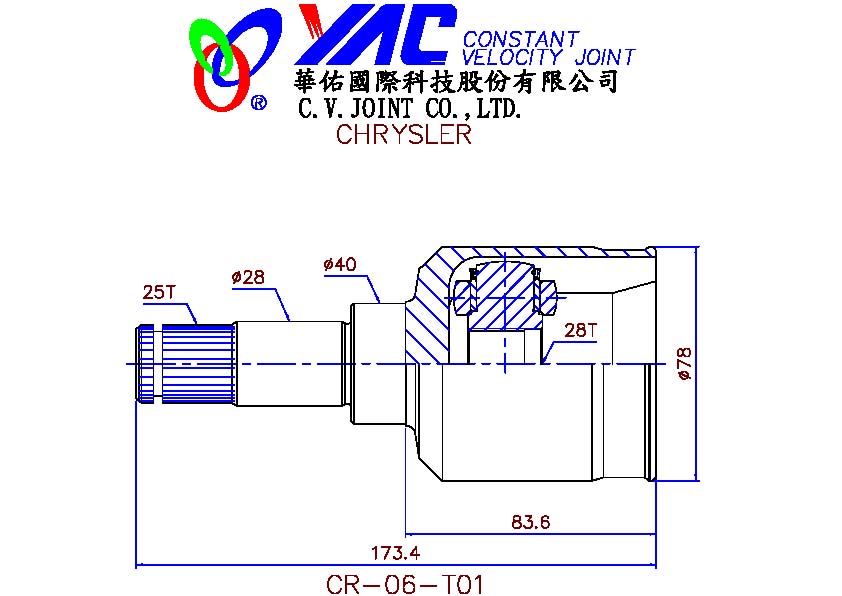 YAC CONSTANT
VELOCITY JOINT
®
華佑國際科技股份有限公司
C.V.JOINT CO.,LTD.
CHRYSLER
25T
ø28
ø40
28T
ø78
83.6
173.4
CR-06-T01